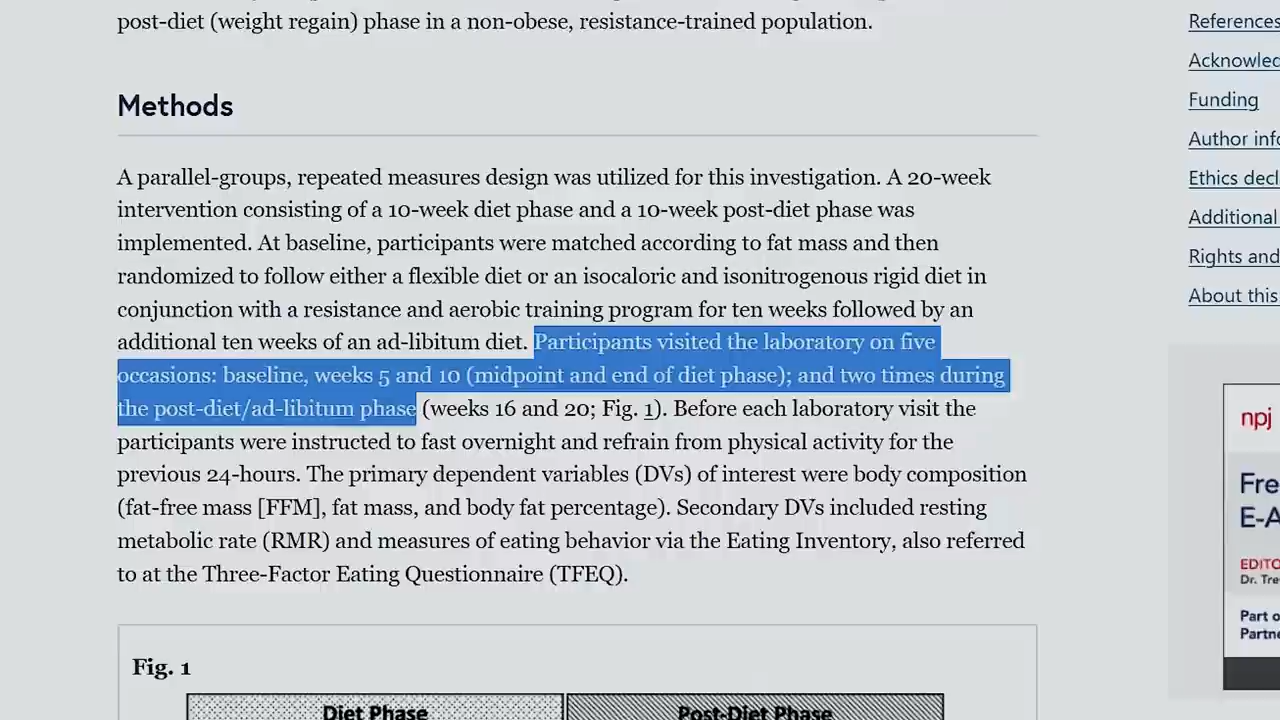 post-diet (weight regain) phase in a non-obese, resistance-trained population.
Methods
A parallel-groups, repeated measures design was utilized for this investigation. A 20-week
intervention consisting of a 10-week diet phase and a 10-week post-diet phase was
implemented. At baseline, participants were matched according to fat mass and then
randomized to follow either a flexible diet or an isocaloric and isonitrogenous rigid diet in
conjunction with a resistance and aerobic training program for ten weeks followed by an
additional ten weeks of an ad-libitum diet. Participants visited the laboratory on five
occasions: baseline, weeks 5 and 10 (midpoint and end of diet phase); and two times during
the post-diet/ad-libitum phase (weeks 16 and 20; Fig. 1). Before each laboratory visit the
participants were instructed to fast overnight and refrain from physical activity for the
previous 24-hours. The primary dependent variables (DVs) of interest were body composition
(fat-free mass [FFM], fat mass, and body fat percentage). Secondary DVs included resting
metabolic rate (RMR) and measures of eating behavior via the Eating Inventory, also referred
to at the Three-Factor Eating Questionnaire (TFEQ).
Fig. 1
Diet Phase
Post-Diet Phase
References
Acknowled
Funding
Author info
Ethics decl
Additional
Rights and
About this
npj
Fre
E-A
EDITO
Dr. Tre
Part o
Partne